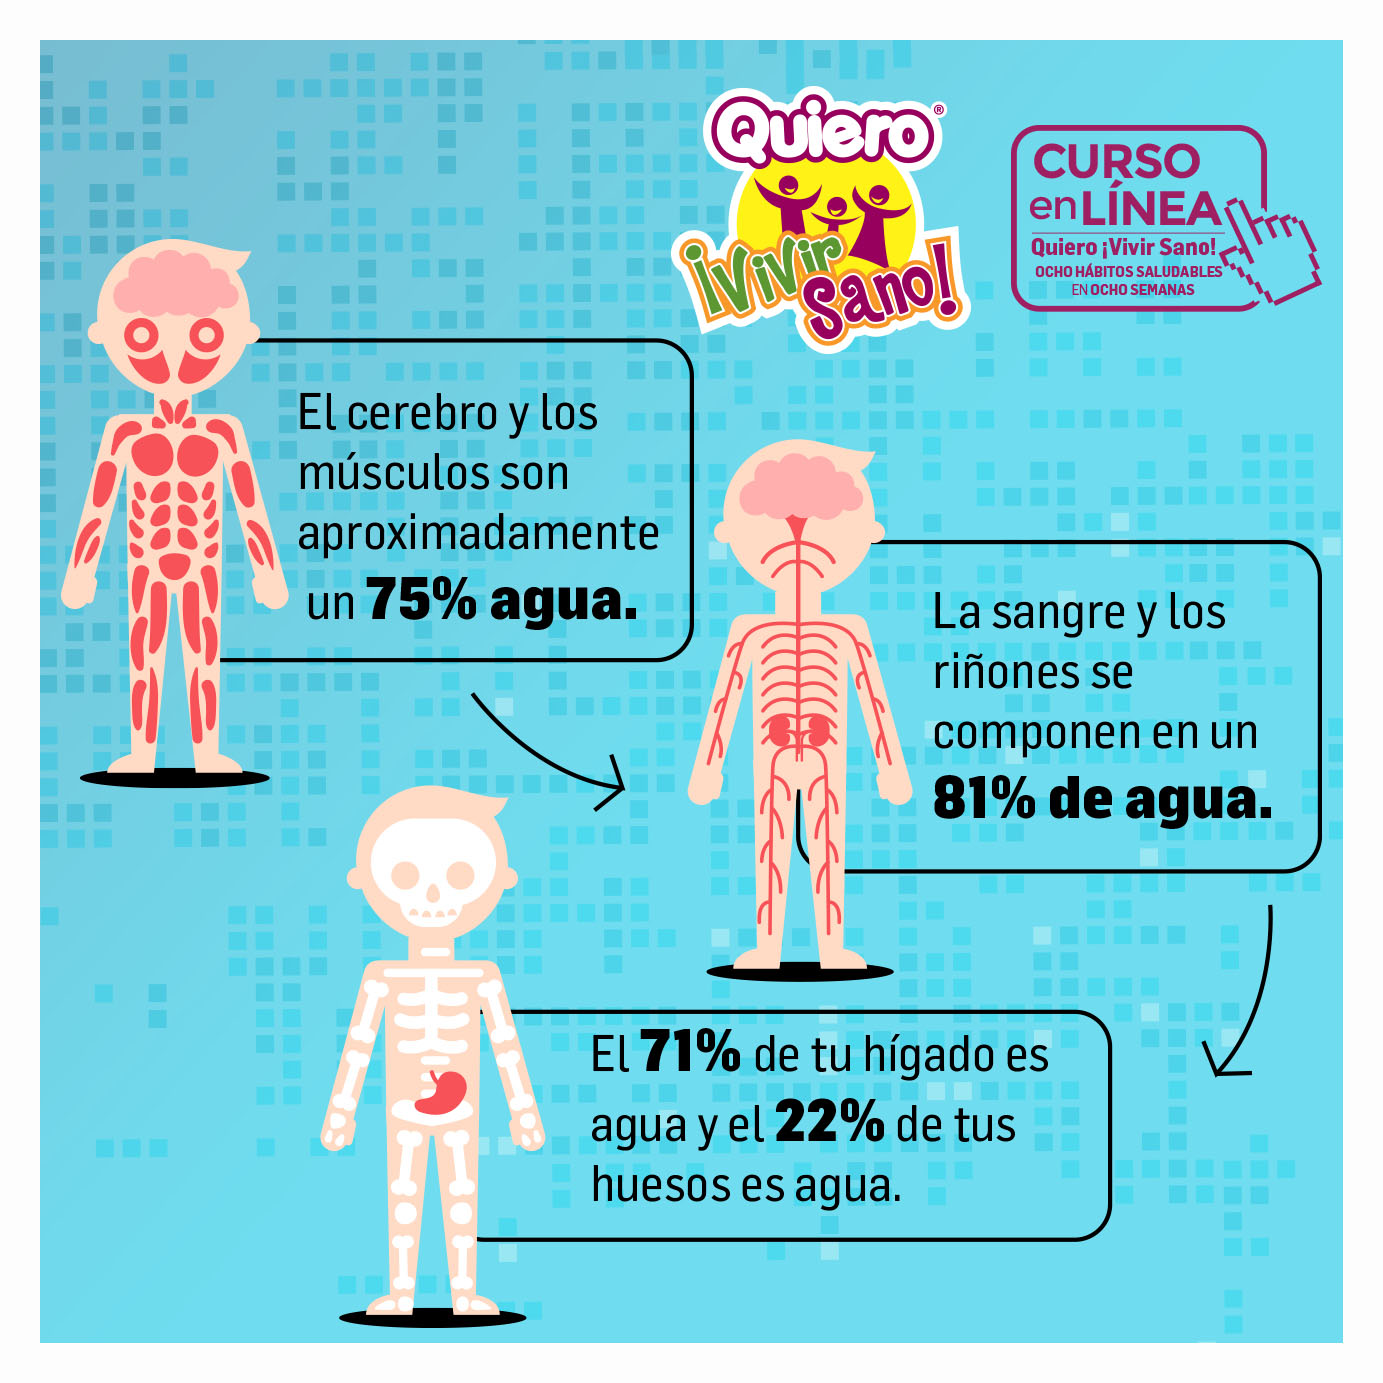 Quiero®
¡Vivir
Sano!
CURSO
en LÍNEA
Quiero ¡Vivir Sano!
OCHO HÁBITOS SALUDABLES
EN OCHO SEMANAS
El cerebro y los
músculos son
aproximadamente
un 75% agua.
La sangre y los
riñones se
componen en un
81% de agua.
El 71% de tu hígado es
agua y el 22% de tus
huesos es agua.